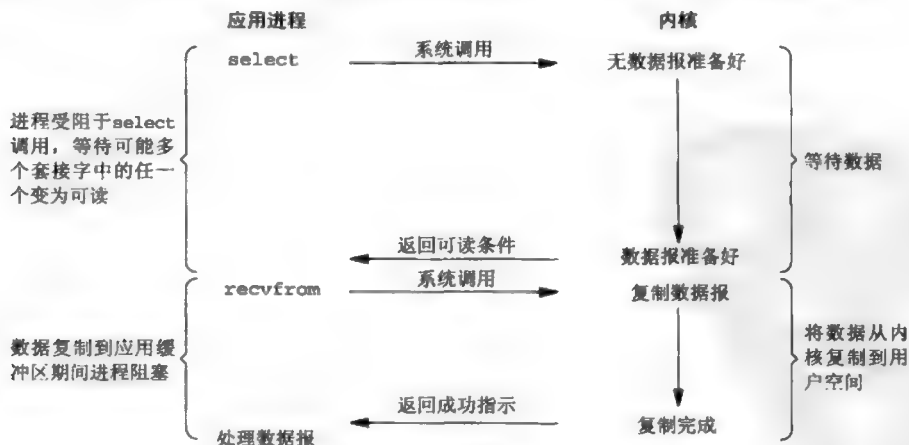 应用进程
内核
select
系统调用
无数据报准备好
进程受阻于select
调用，等待可能多
个套接字中的任一
个变为可读
等待数据
返回可读条件
数据报准备好
recvfrom
系统调用
复制数据报
数据复制到应用缓
冲区期间进程阻塞
将数据从内
核复制到用
户空间
返回成功指示
复制完成
处理数据报